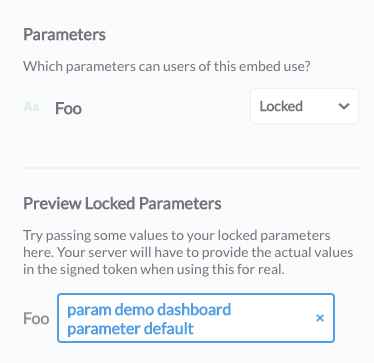 Parameters
Which parameters can users of this embed use?
Aa Foo Locked
Preview Locked Parameters
Try passing some values to your locked parameters
here. Your server will have to provide the actual values
in the signed token when using this for real.
Foo param demo dashboard
parameter default ×